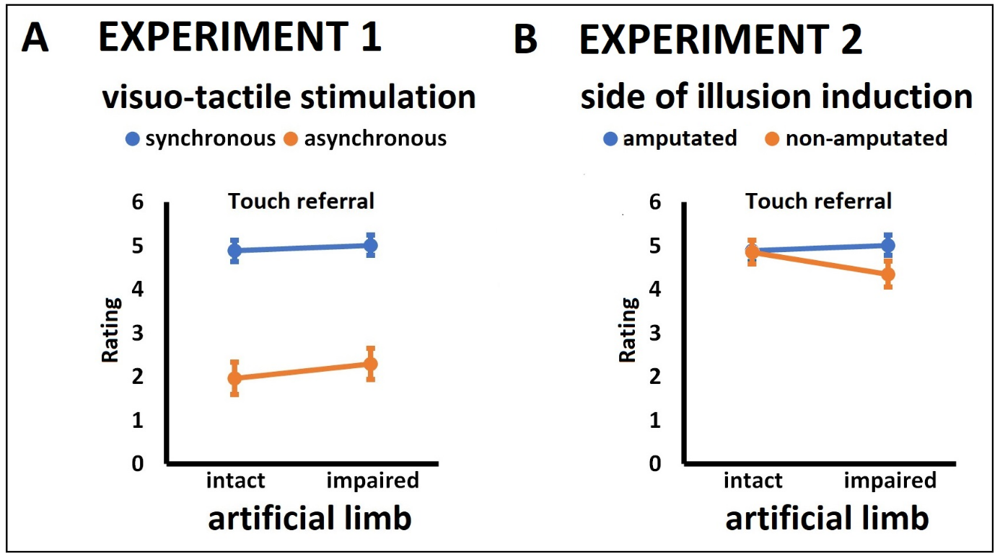 A EXPERIMENT 1
visuo-tactile stimulation
synchronous asynchronous
Touch referral
6
5
4
3
2
1
0
Rating
intact impaired
artificial limb
B EXPERIMENT 2
side of illusion induction
amputated non-amputated
Touch referral
6
5
4
3
2
1
0
Rating
intact impaired
artificial limb